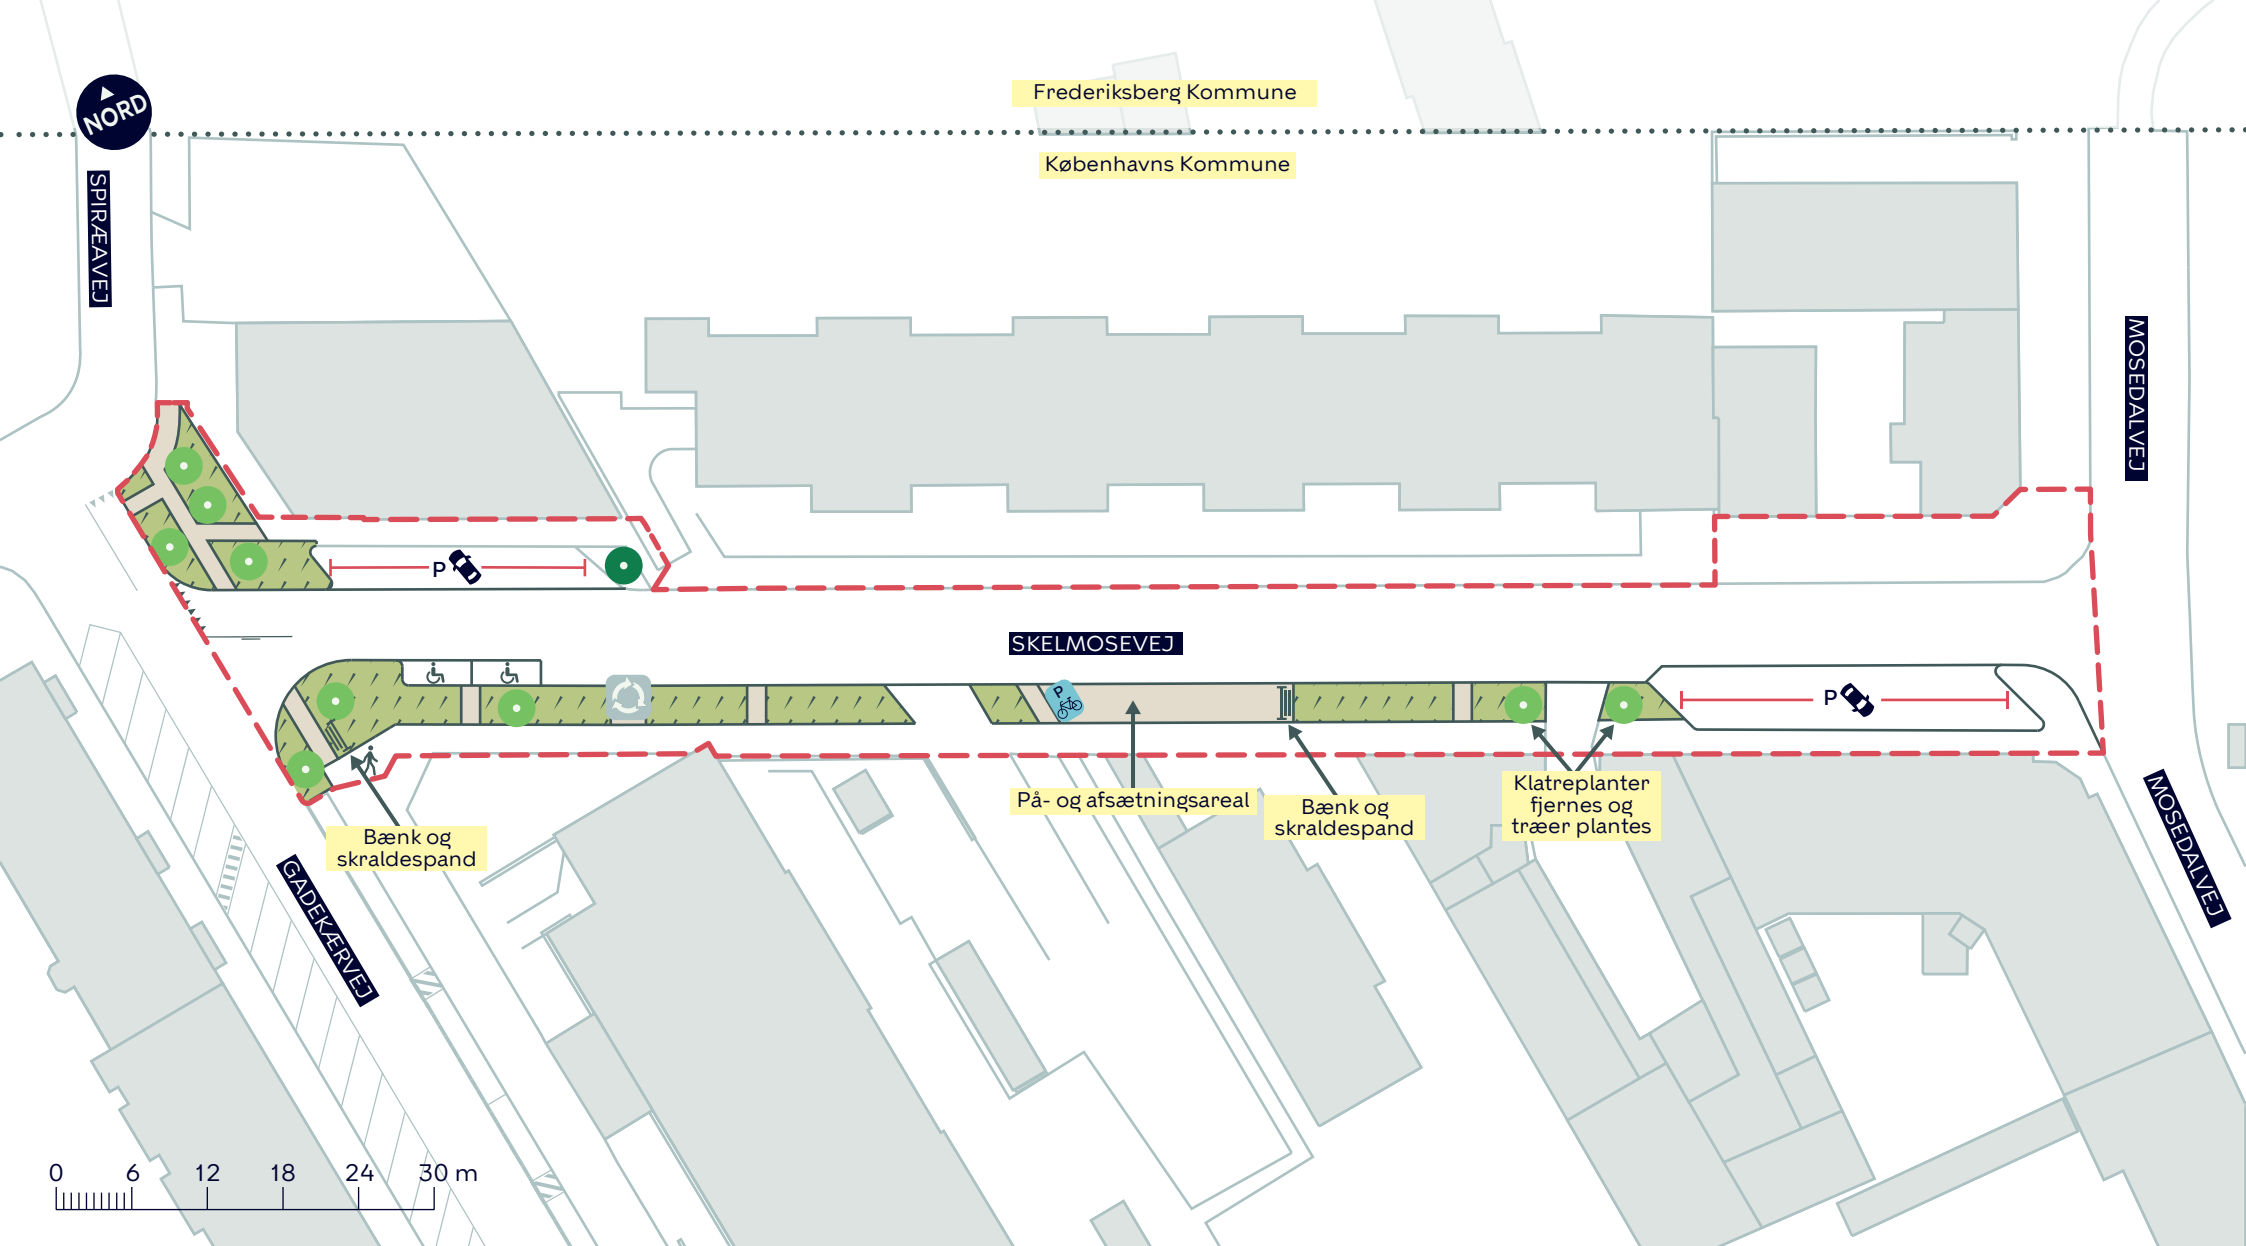 Frederiksberg Kommune
NORD
Københavns Kommune
SPIRÆAVEJ
MOSEDALVEJ
P
SKELMOSEVEJ
P
P
Klatreplanter
fjernes og
træer plantes
På- og afsætningsareal
Bænk og
skraldespand
Bænk og
skraldespand
MOSEDALVEJ
GADEKÆRVEJ
0 6 12 18 24 30 m